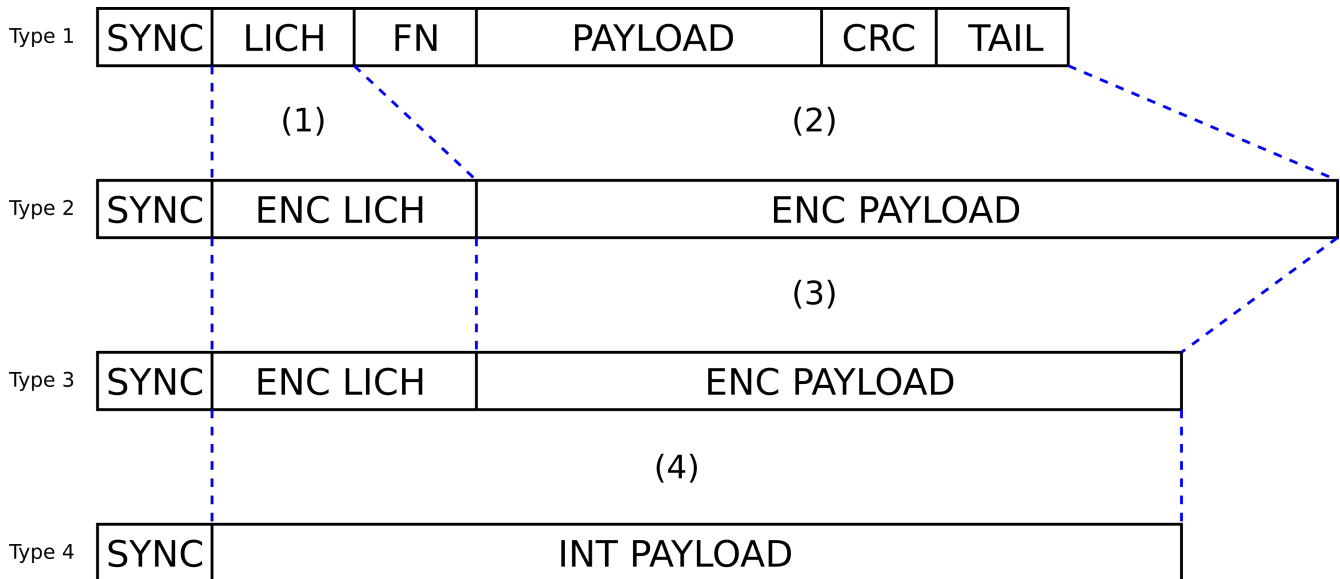 Type 1 SYNC LICH FN PAYLOAD CRC TAIL
(1) (2)
Type 2 SYNC ENC LICH ENC PAYLOAD
(3)
Type 3 SYNC ENC LICH ENC PAYLOAD
(4)
Type 4 SYNC INT PAYLOAD